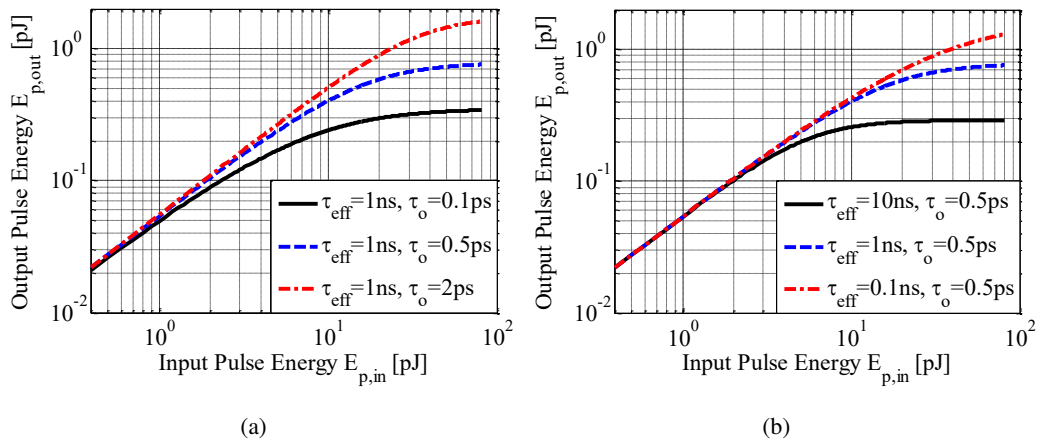 Output Pulse Energy E_p,out [pJ]
10^0
10^-1
10^-2
10^0
10^1
10^2
Input Pulse Energy E_p,in [pJ]
τ_eff=1ns, τ_o=0.1ps
τ_eff=1ns, τ_o=0.5ps
τ_eff=1ns, τ_o=2ps
(a)
Output Pulse Energy E_p,out [pJ]
10^0
10^-1
10^-2
10^0
10^1
10^2
Input Pulse Energy E_p,in [pJ]
τ_eff=10ns, τ_o=0.5ps
τ_eff=1ns, τ_o=0.5ps
τ_eff=0.1ns, τ_o=0.5ps
(b)